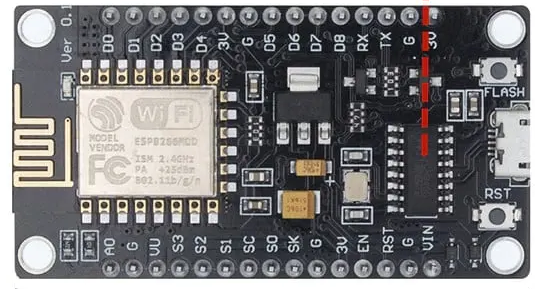 Ver 0.1
D0 D1 D2 D3 D4 3V G D5 D6 D7 D8 RX TX G 3V
FLASH
WiFi
MODEL
VENDOR
ESP8266MOD
FC
ISM 2.4GHz
PA +25dBm
802.11b/g/n
RST
A0 G VU S3 S2 S1 SC S0 SK G 3V EN RST G VIN